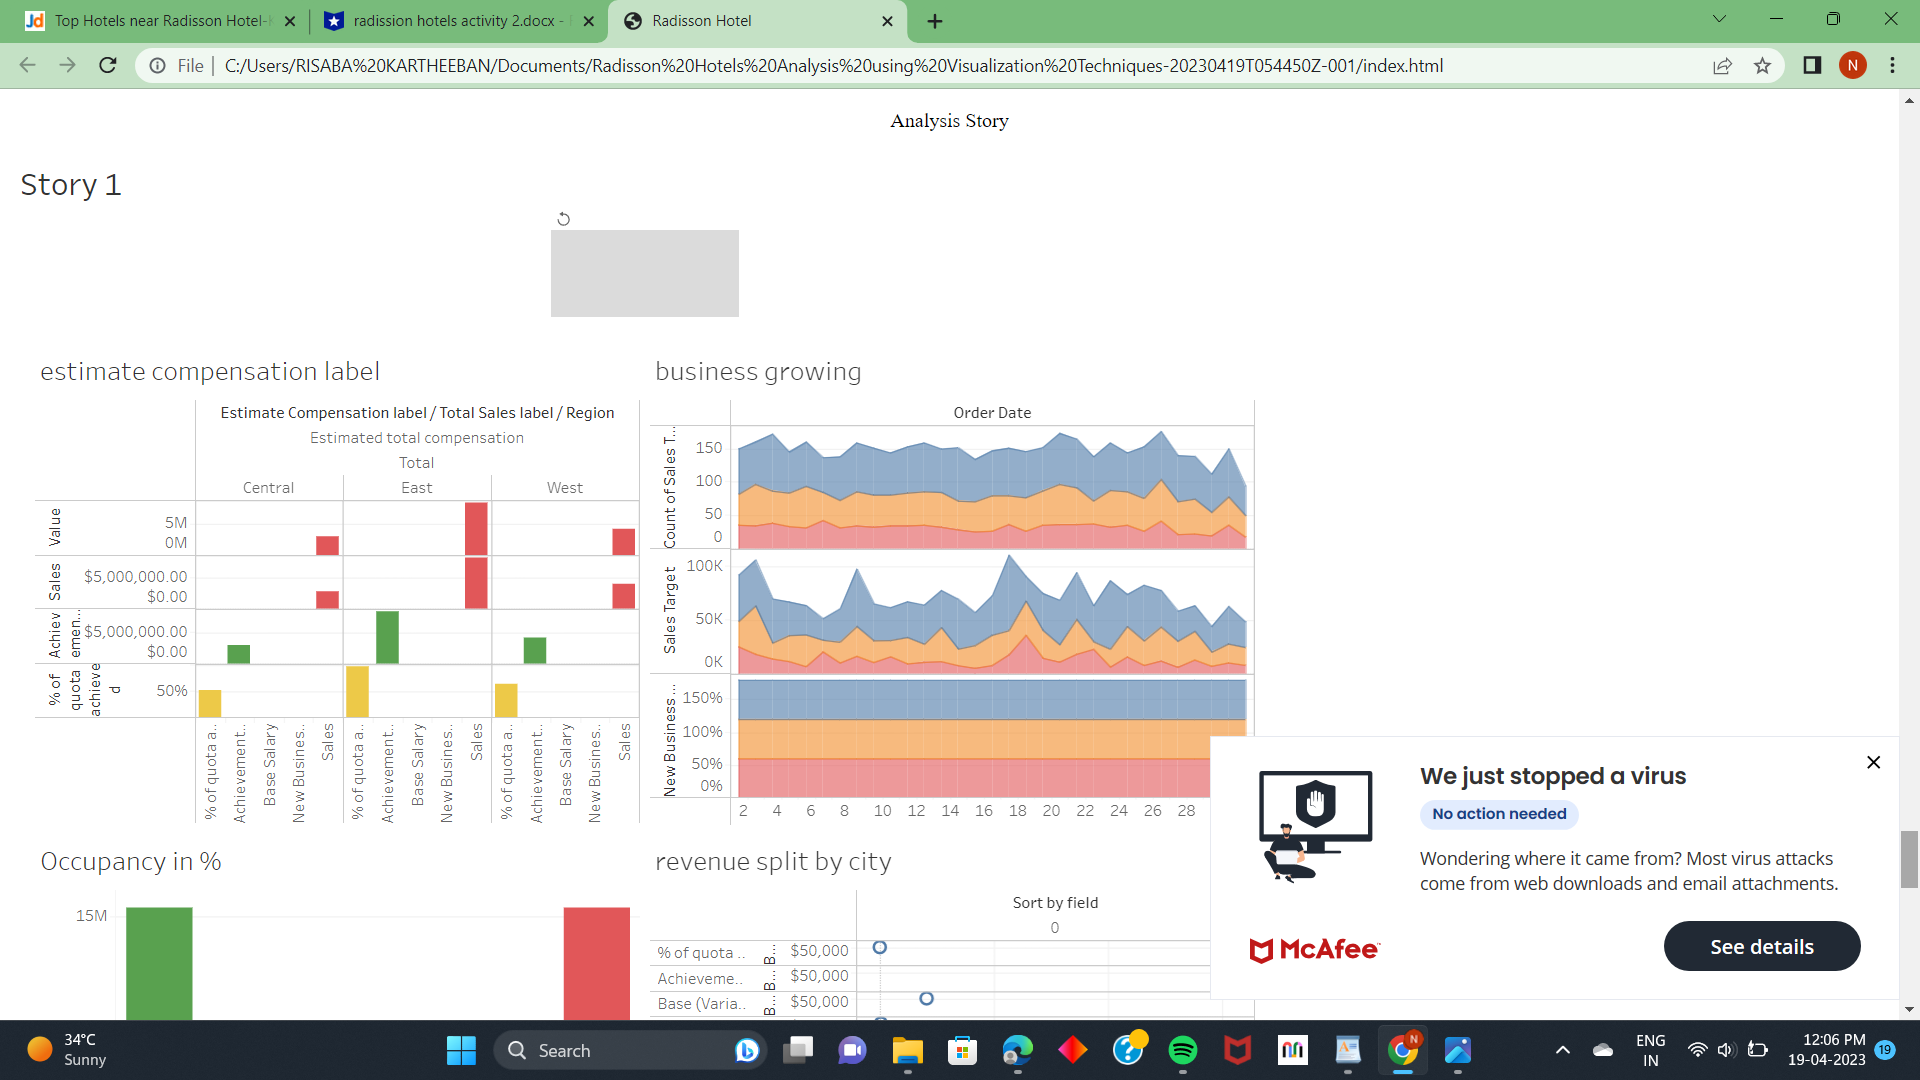 Top Hotels near Radisson Hotel-
radission hotels activity 2.docx -
Radisson Hotel
File
C:/Users/RISABA%20KARTHEEBAN/Documents/Radisson%20Hotels%20Analysis%20using%20Visualization%20Techniques-20230419T054450Z-001/index.html
N
Analysis Story
Story 1
estimate compensation label
Estimate Compensation label / Total Sales label / Region
Estimated total compensation
Total
Central East West
Value
5M
0M
Sales
$5,000,000.00
$0.00
Achiev
emen...
$5,000,000.00
$0.00
% of
quota
achieve
d
50%
% of quota a.. Achievement.. Base Salary New Busines.. Sales % of quota a.. Achievement.. Base Salary New Busines.. Sales % of quota a.. Achievement.. Base Salary New Busines.. Sales
business growing
Order Date
Count of Sales T...
150
100
50
0
Sales Target
100K
50K
0K
New Business ...
150%
100%
50%
0%
2 4 6 8 10 12 14 16 18 20 22 24 26 28
We just stopped a virus
No action needed
Wondering where it came from? Most virus attacks
come from web downloads and email attachments.
McAfee
See details
Occupancy in %
15M
revenue split by city
Sort by field
0
% of quota .. B... $50,000
Achieveme.. B... $50,000
Base (Varia.. B... $50,000
34°C
Sunny
Search
N
ENG
IN
12:06 PM
19-04-2023
19